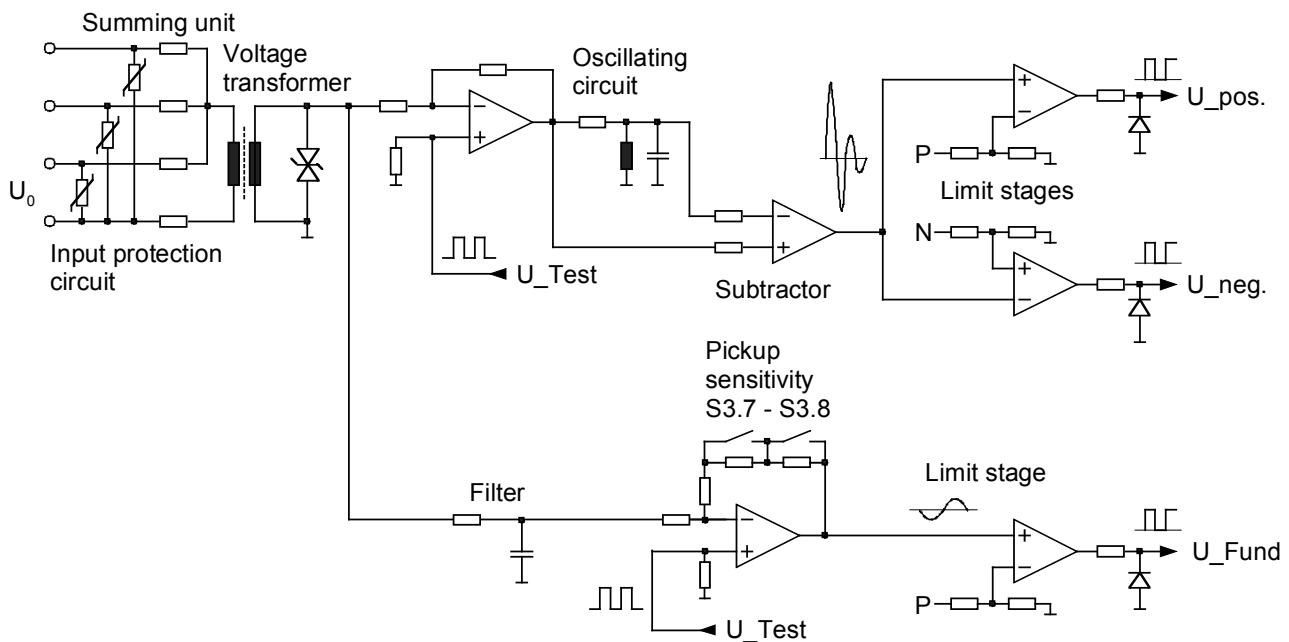 Summing unit
Voltage
transformer
U₀
Input protection
circuit
Oscillating
circuit
−
+
U_Test
−
+
Subtractor
+
−
U_pos.
P
Limit stages
N
+
−
U_neg.
Pickup
sensitivity
S3.7 - S3.8
Filter
−
+
U_Test
Limit stage
+
−
U_Fund
P